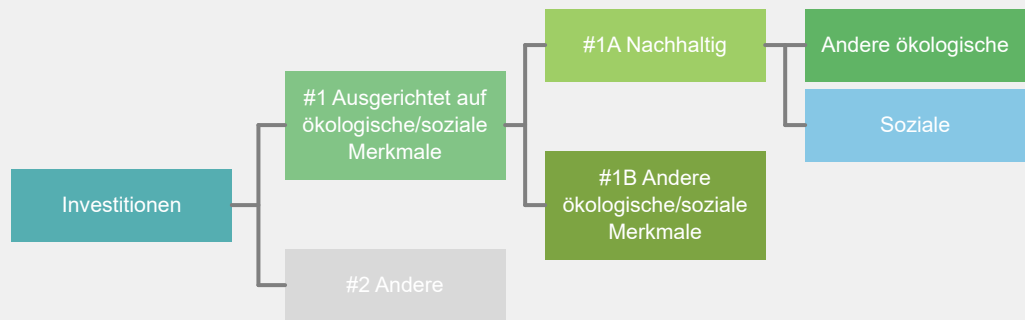 Investitionen
#1 Ausgerichtet auf
ökologische/soziale
Merkmale
#2 Andere
#1A Nachhaltig
#1B Andere
ökologische/soziale
Merkmale
Andere ökologische
Soziale